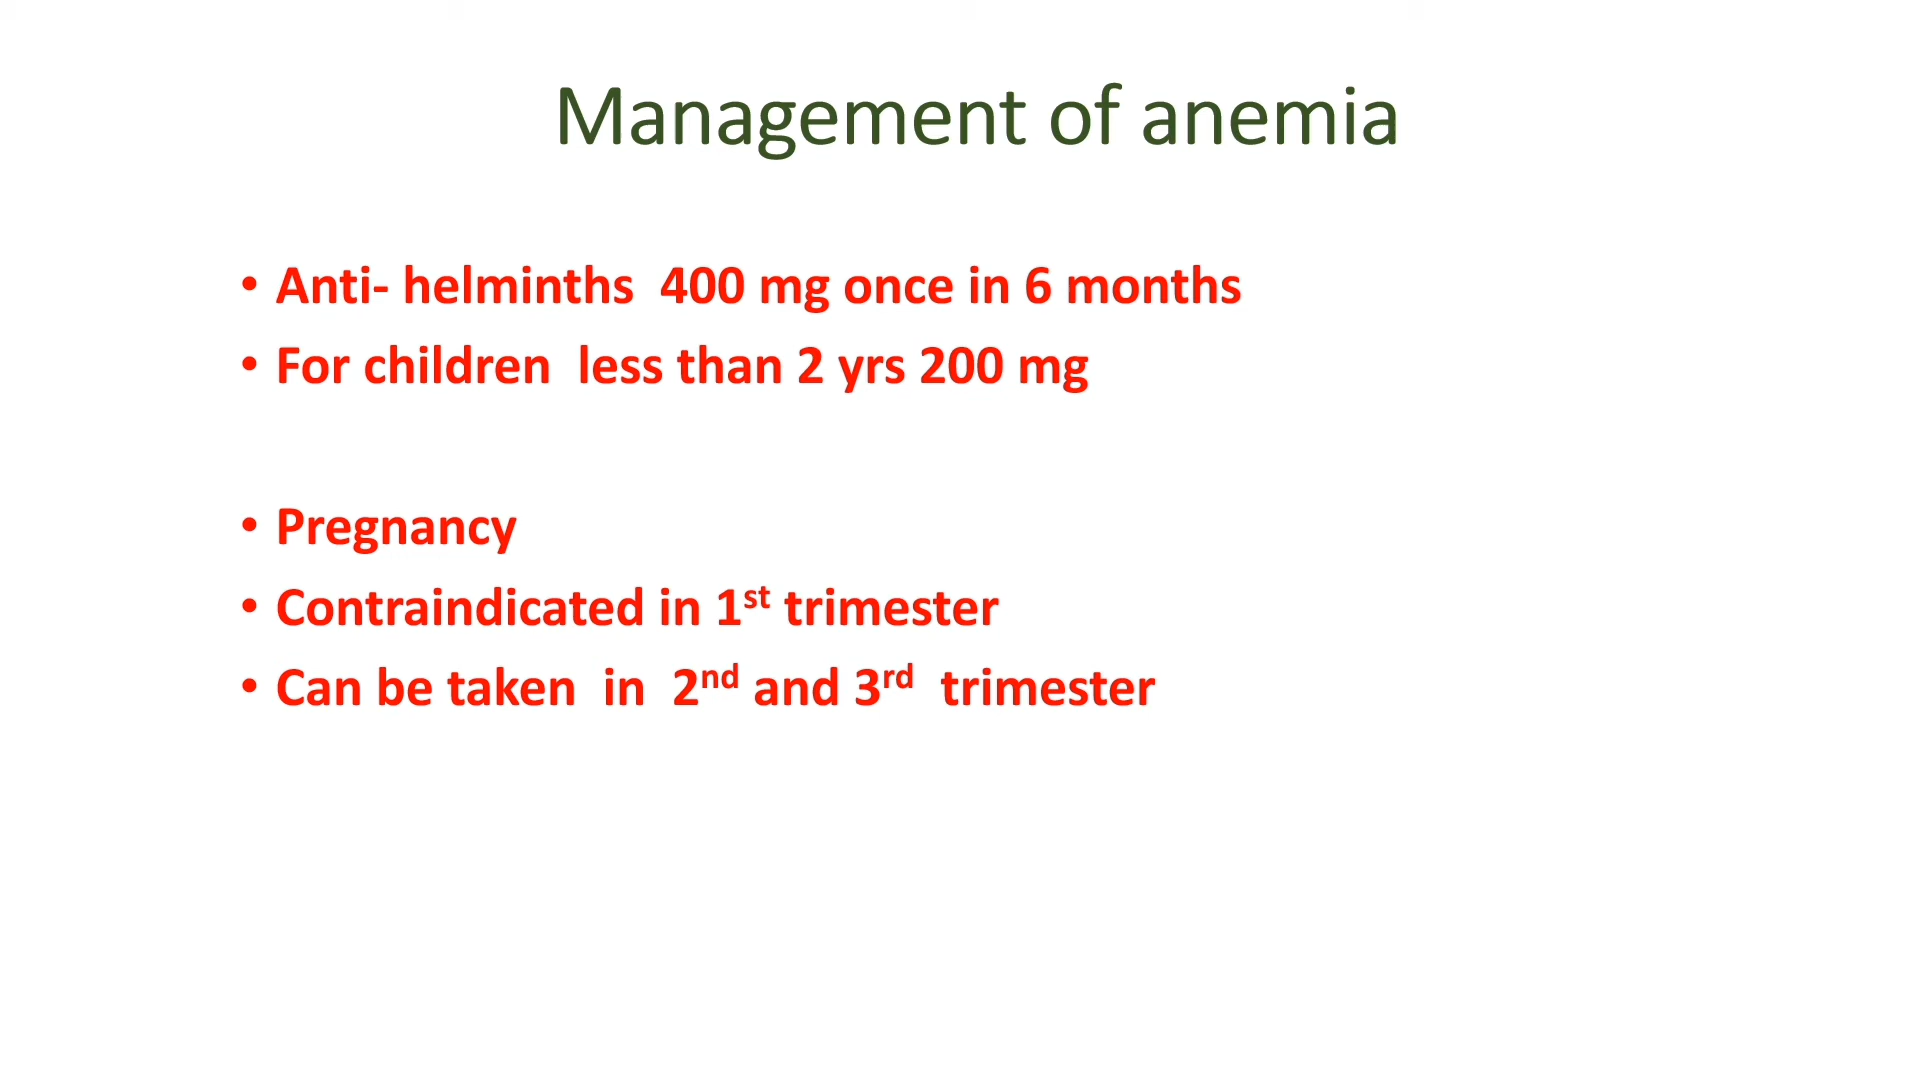 Management of anemia
• Anti- helminths  400 mg once in 6 months
• For children  less than 2 yrs 200 mg
• Pregnancy
• Contraindicated in 1st trimester
• Can be taken  in  2nd and 3rd  trimester